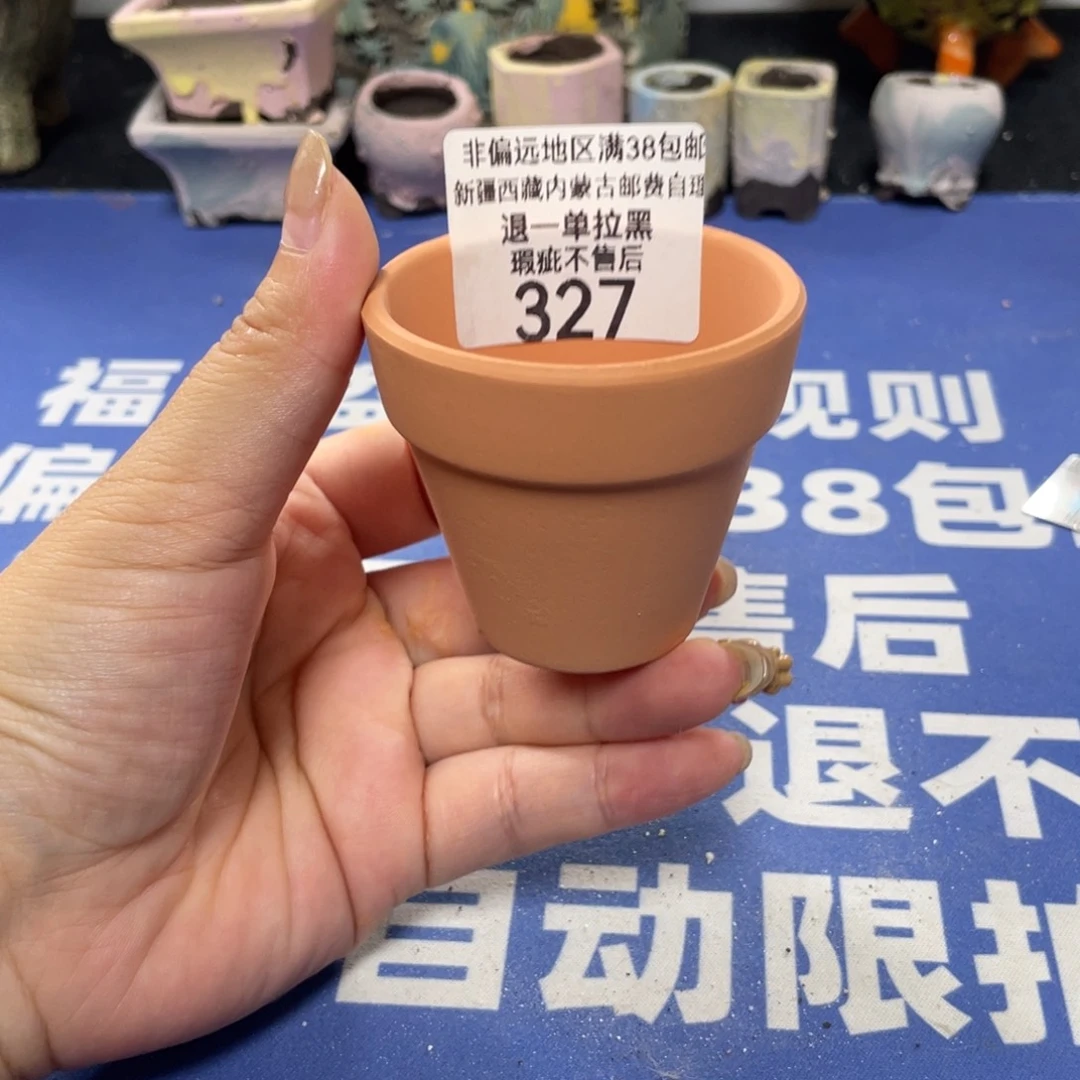 非偏远地区满38包邮
新疆西藏内蒙古邮费自理
退一单拉黑
瑕疵不售后
327
福 规则
偏 38包
售后
退不
自动限拍